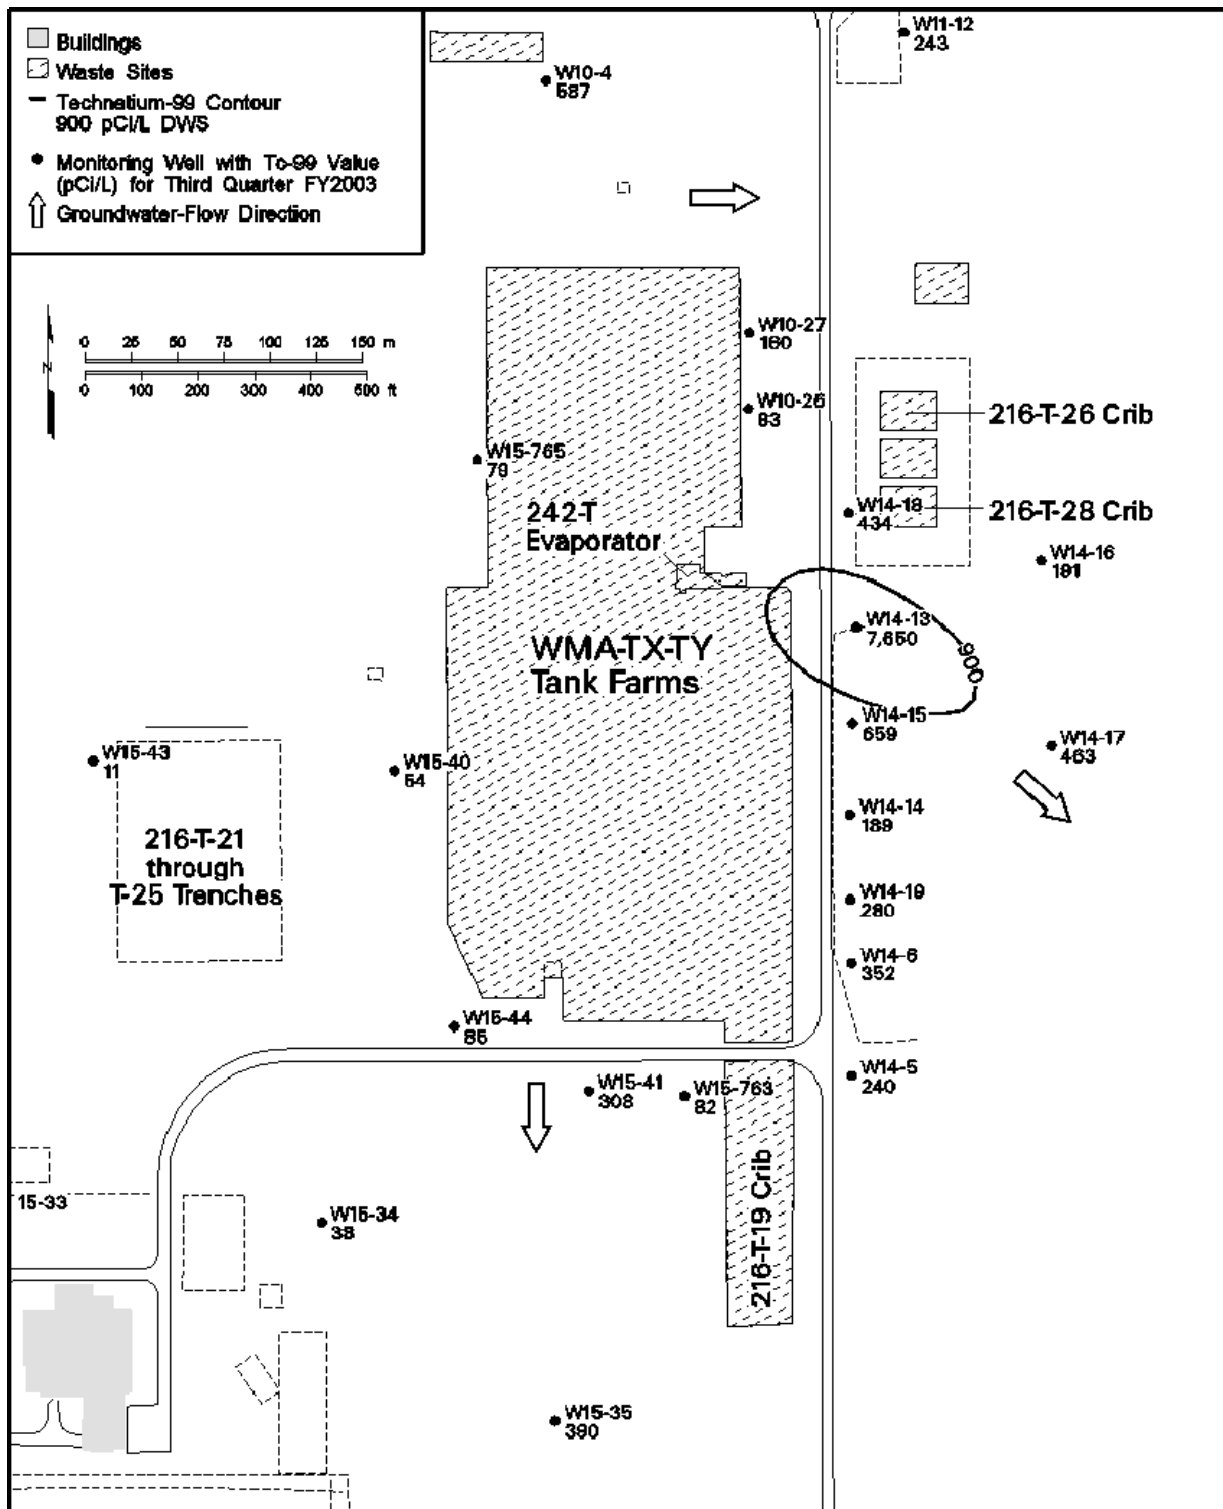 Buildings
Waste Sites
Technetium-99 Contour
900 pCi/L DWS
Monitoring Well with Tc-99 Value
(pCi/L) for Third Quarter FY2003
Groundwater-Flow Direction
W11-12
243
W10-4
587
N
0 25 50 75 100 125 150 m
0 100 200 300 400 500 ft
W10-27
160
W10-26
83
216-T-26 Crib
W15-765
79
242-T
Evaporator
W14-18
434
216-T-28 Crib
W14-16
191
W14-13
7,650
900
WMA-TX-TY
Tank Farms
W14-15
659
W14-17
463
W15-43
11
W15-40
54
W14-14
189
216-T-21
through
T-25 Trenches
W14-19
280
W14-6
352
W15-44
85
W14-5
240
W15-41
308
W15-763
82
216-T-19 Crib
15-33
W15-34
38
W15-35
390